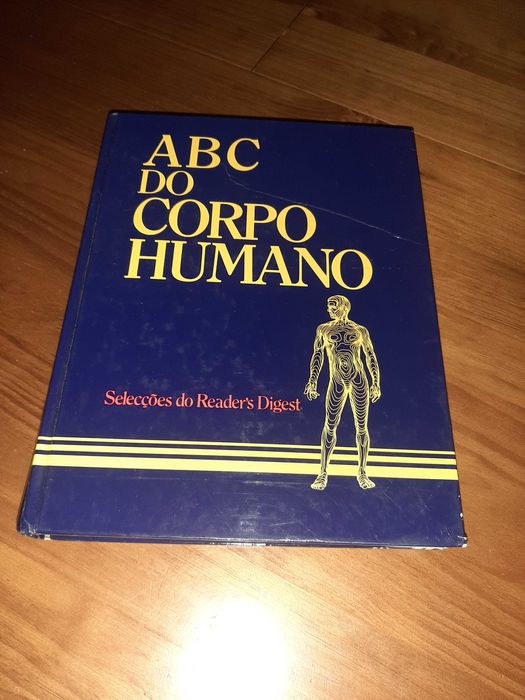 ABC
DO
CORPO
HUMANO
Selecções do Reader's Digest